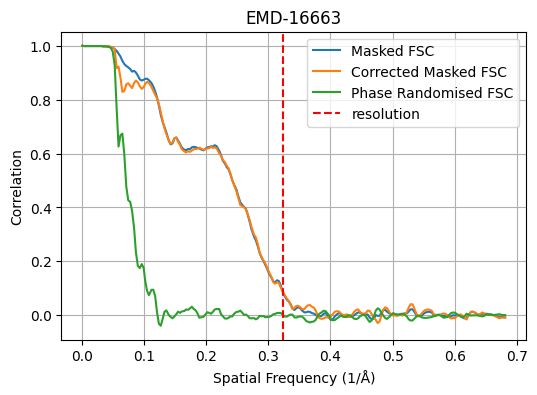 EMD-16663
Masked FSC
Corrected Masked FSC
Phase Randomised FSC
resolution
Correlation
1.0
0.8
0.6
0.4
0.2
0.0
0.0 0.1 0.2 0.3 0.4 0.5 0.6 0.7
Spatial Frequency (1/Å)